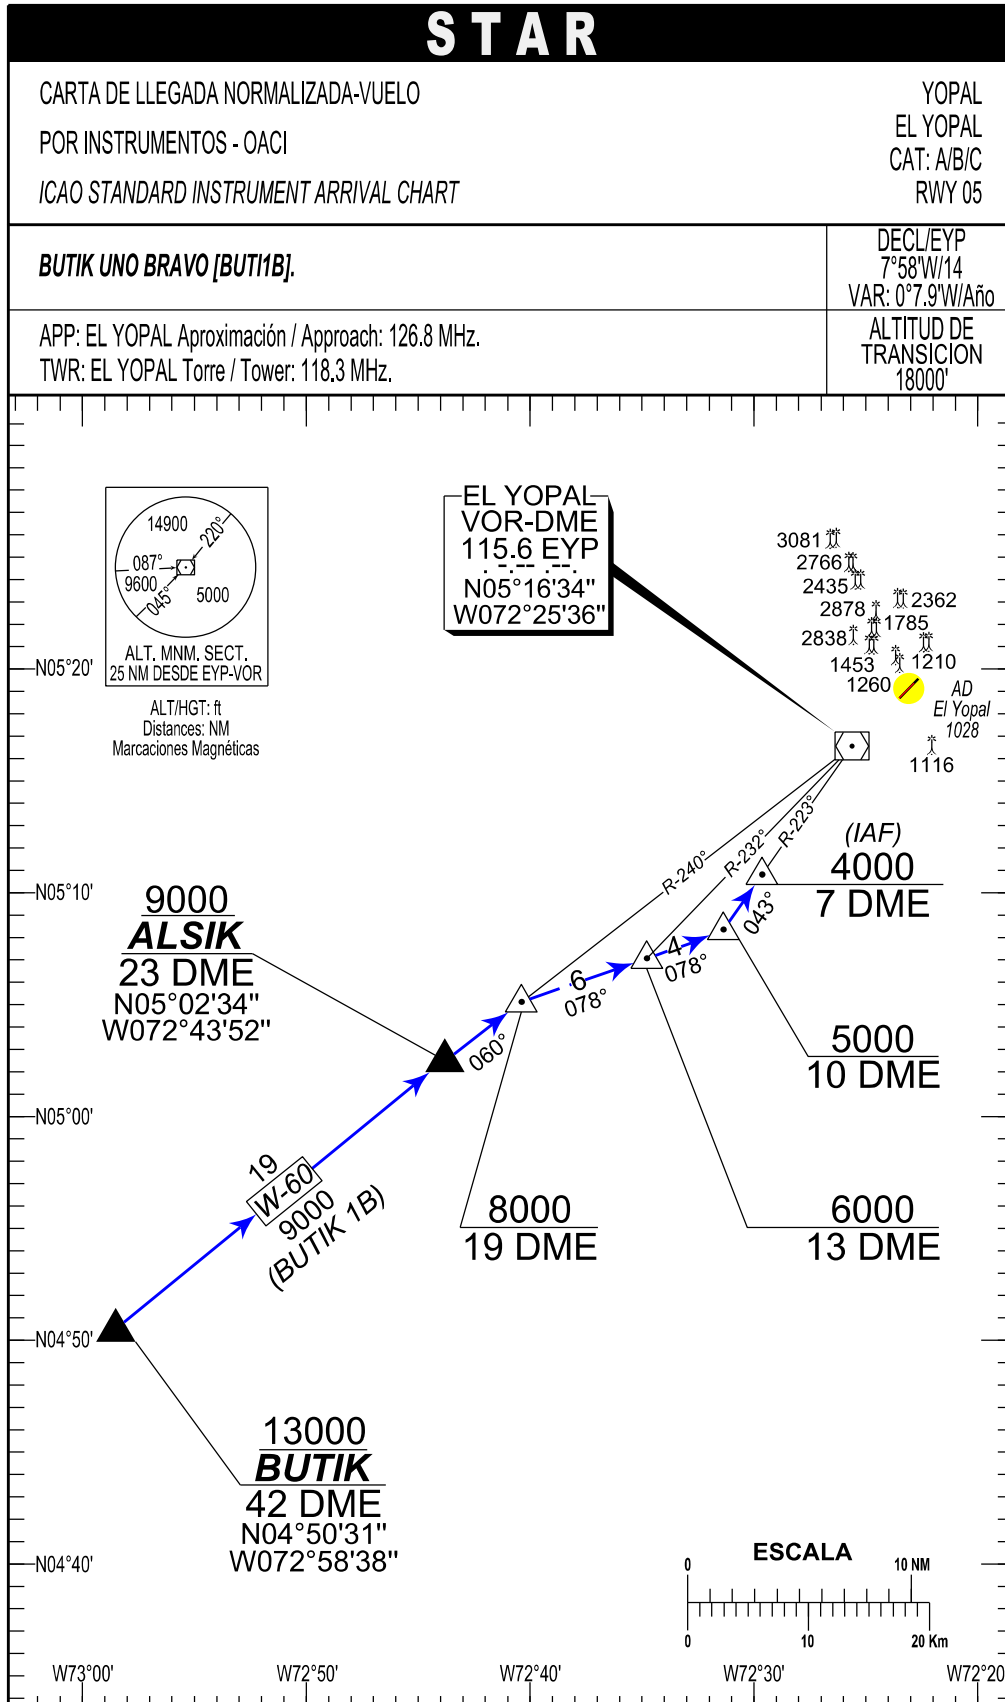 STAR
CARTA DE LLEGADA NORMALIZADA-VUELO
POR INSTRUMENTOS - OACI
ICAO STANDARD INSTRUMENT ARRIVAL CHART
YOPAL
EL YOPAL
CAT: A/B/C
RWY 05
BUTIK UNO BRAVO [BUTI1B].
DECL/EYP
7°58'W/14
VAR: 0°7.9'W/Año
APP: EL YOPAL Aproximación / Approach: 126.8 MHz.
TWR: EL YOPAL Torre / Tower: 118.3 MHz.
ALTITUD DE
TRANSICION
18000'
14900
220°
087°
9600
045°
5000
ALT. MNM. SECT.
25 NM DESDE EYP-VOR
ALT/HGT: ft
Distances: NM
Marcaciones Magnéticas
EL YOPAL
VOR-DME
115.6 EYP
. -.-- .--.
N05°16'34"
W072°25'36"
3081
2766
2435
2878
2362
1785
2838
1453
1210
1260
AD
El Yopal
1028
1116
N05°20'
N05°10'
N05°00'
N04°50'
N04°40'
R-240°
R-232°
R-223°
(IAF)
4000
7 DME
043°
9000
ALSIK
23 DME
N05°02'34"
W072°43'52"
060°
6
078°
4
078°
5000
10 DME
8000
19 DME
6000
13 DME
19
W-60
9000
(BUTIK 1B)
13000
BUTIK
42 DME
N04°50'31"
W072°58'38"
ESCALA
0
10 NM
0
10
20 Km
W73°00'
W72°50'
W72°40'
W72°30'
W72°20